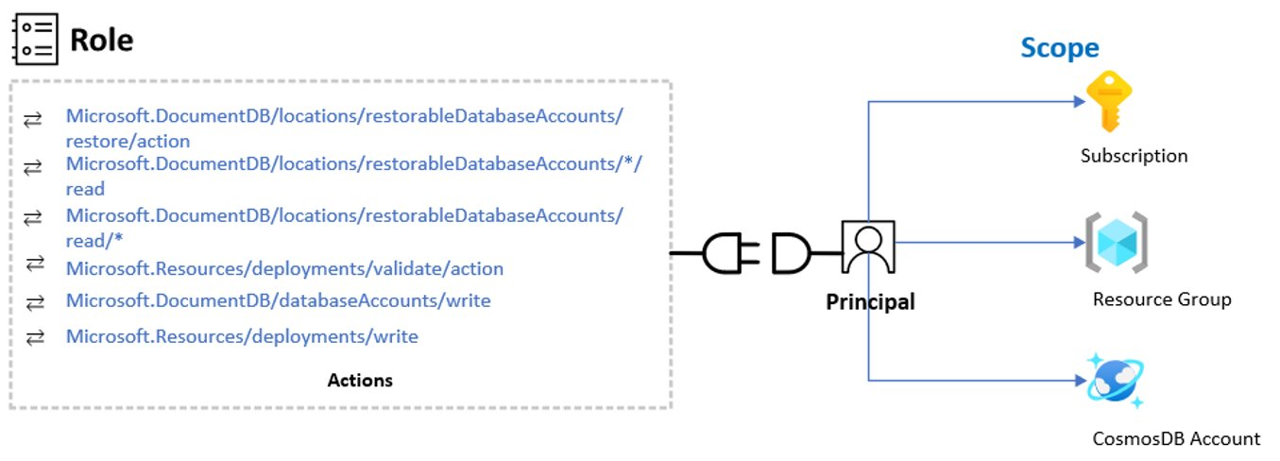 Role
Microsoft.DocumentDB/locations/restorableDatabaseAccounts/
restore/action
Microsoft.DocumentDB/locations/restorableDatabaseAccounts/*/
read
Microsoft.DocumentDB/locations/restorableDatabaseAccounts/
read/*
Microsoft.Resources/deployments/validate/action
Microsoft.DocumentDB/databaseAccounts/write
Microsoft.Resources/deployments/write
Actions
Principal
Scope
Subscription
Resource Group
CosmosDB Account